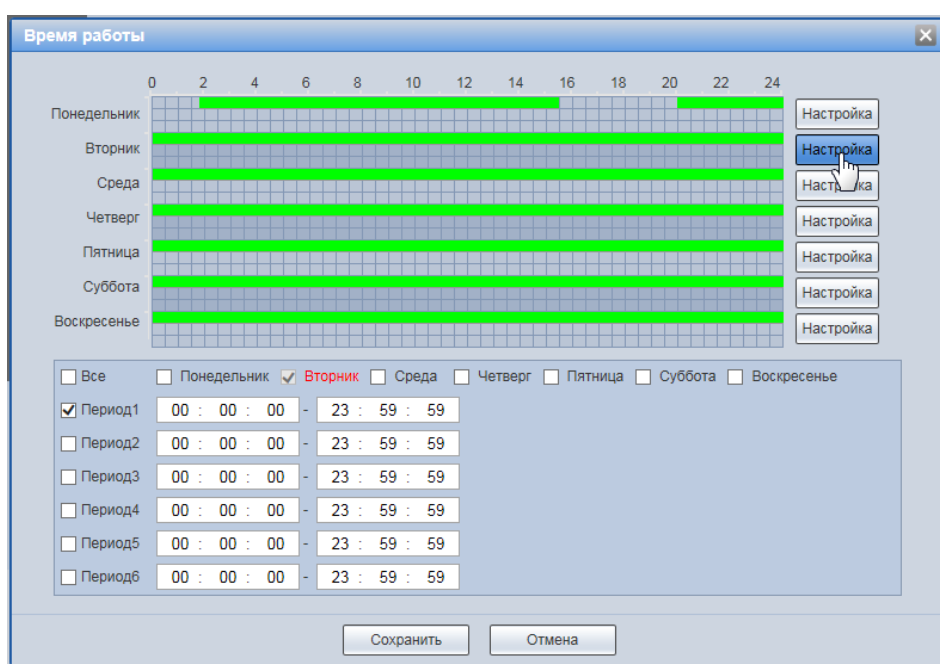 Время работы
0 2 4 6 8 10 12 14 16 18 20 22 24
Понедельник Настройка
Вторник Настройка
Среда Настройка
Четверг Настройка
Пятница Настройка
Суббота Настройка
Воскресенье Настройка
Все Понедельник Вторник Среда Четверг Пятница Суббота Воскресенье
Период1 00 : 00 : 00 - 23 : 59 : 59
Период2 00 : 00 : 00 - 23 : 59 : 59
Период3 00 : 00 : 00 - 23 : 59 : 59
Период4 00 : 00 : 00 - 23 : 59 : 59
Период5 00 : 00 : 00 - 23 : 59 : 59
Период6 00 : 00 : 00 - 23 : 59 : 59
Сохранить Отмена